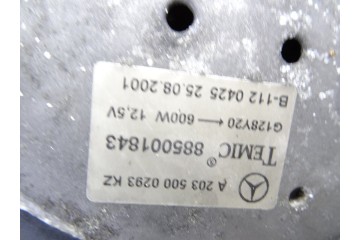 A 203 500 0293 KZ
TEMIC® 885001843
G128Y20 ← 600W 12,5V
B-112 0425 25.08.2001